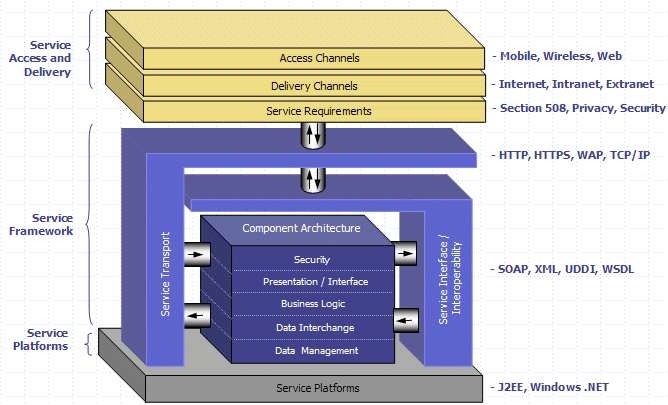 Service
Access and
Delivery
Access Channels
- Mobile, Wireless, Web
Delivery Channels
- Internet, Intranet, Extranet
Service Requirements
- Section 508, Privacy, Security
- HTTP, HTTPS, WAP, TCP/IP
Service
Framework
Service Transport
Component Architecture
Security
Presentation / Interface
Business Logic
Data Interchange
Data Management
Service Interface /
Interoperability
- SOAP, XML, UDDI, WSDL
Service
Platforms
Service Platforms
- J2EE, Windows .NET